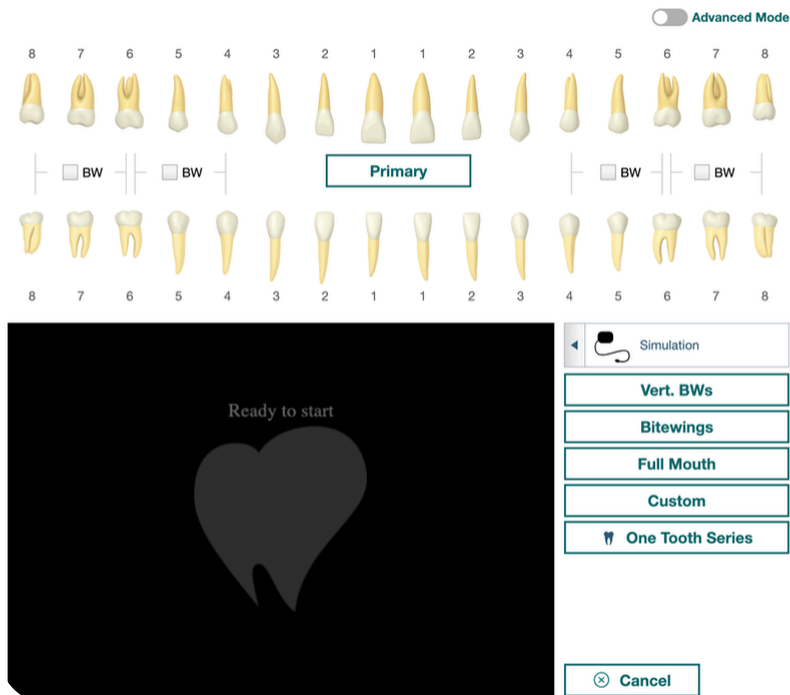 Advanced Mode
8 7 6 5 4 3 2 1 1 2 3 4 5 6 7 8
BW BW Primary BW BW
8 7 6 5 4 3 2 1 1 2 3 4 5 6 7 8
Simulation
Vert. BWs
Ready to start
Bitewings
Full Mouth
Custom
One Tooth Series
Cancel